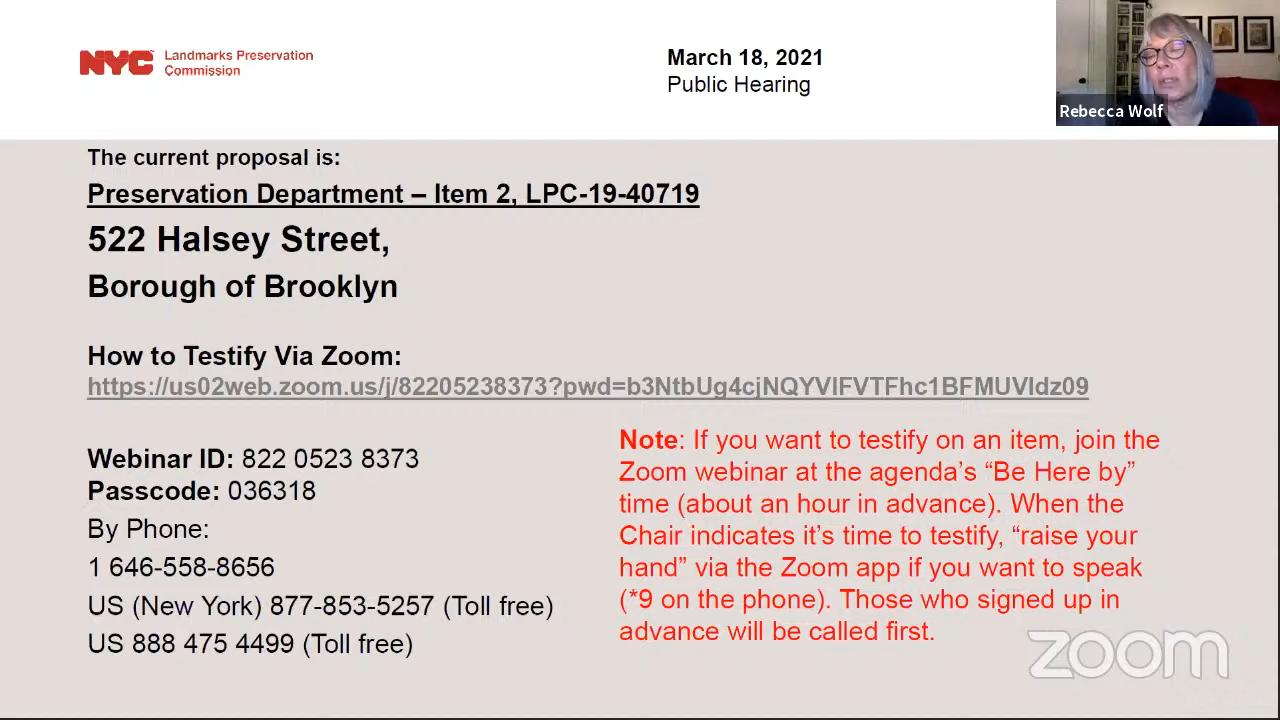 NYC Landmarks Preservation
Commission
March 18, 2021
Public Hearing
Rebecca Wolf
The current proposal is:
Preservation Department – Item 2, LPC-19-40719
522 Halsey Street,
Borough of Brooklyn
How to Testify Via Zoom:
https://us02web.zoom.us/j/82205238373?pwd=b3NtbUg4cjNQYVlFVTFhc1BFMUVIdz09
Webinar ID: 822 0523 8373
Passcode: 036318
By Phone:
1 646-558-8656
US (New York) 877-853-5257 (Toll free)
US 888 475 4499 (Toll free)
Note: If you want to testify on an item, join the
Zoom webinar at the agenda’s “Be Here by”
time (about an hour in advance). When the
Chair indicates it’s time to testify, “raise your
hand” via the Zoom app if you want to speak
(*9 on the phone). Those who signed up in
advance will be called first.
zoom